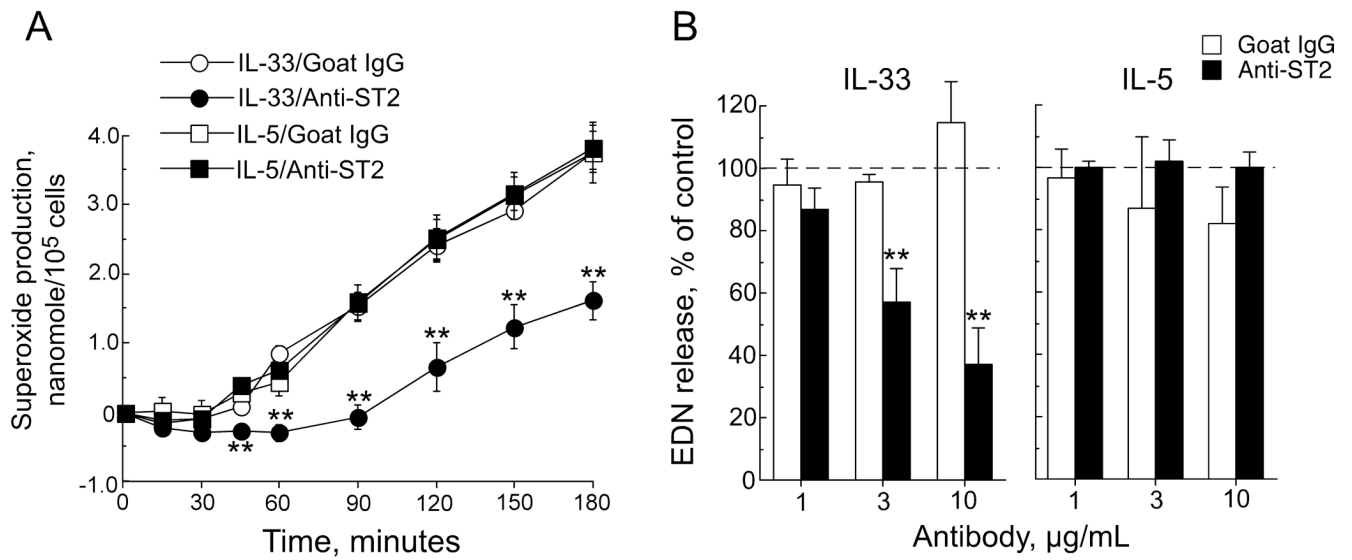 A
IL-33/Goat IgG
IL-33/Anti-ST2
IL-5/Goat IgG
IL-5/Anti-ST2
Superoxide production,
nanomole/10⁵ cells
4.0
3.0
2.0
1.0
0
-1.0
** ** ** ** ** **
0 30 60 90 120 150 180
Time, minutes
B
Goat IgG
Anti-ST2
IL-33 IL-5
EDN release, % of control
120
100
80
60
40
20
0
** **
1 3 10 1 3 10
Antibody, µg/mL